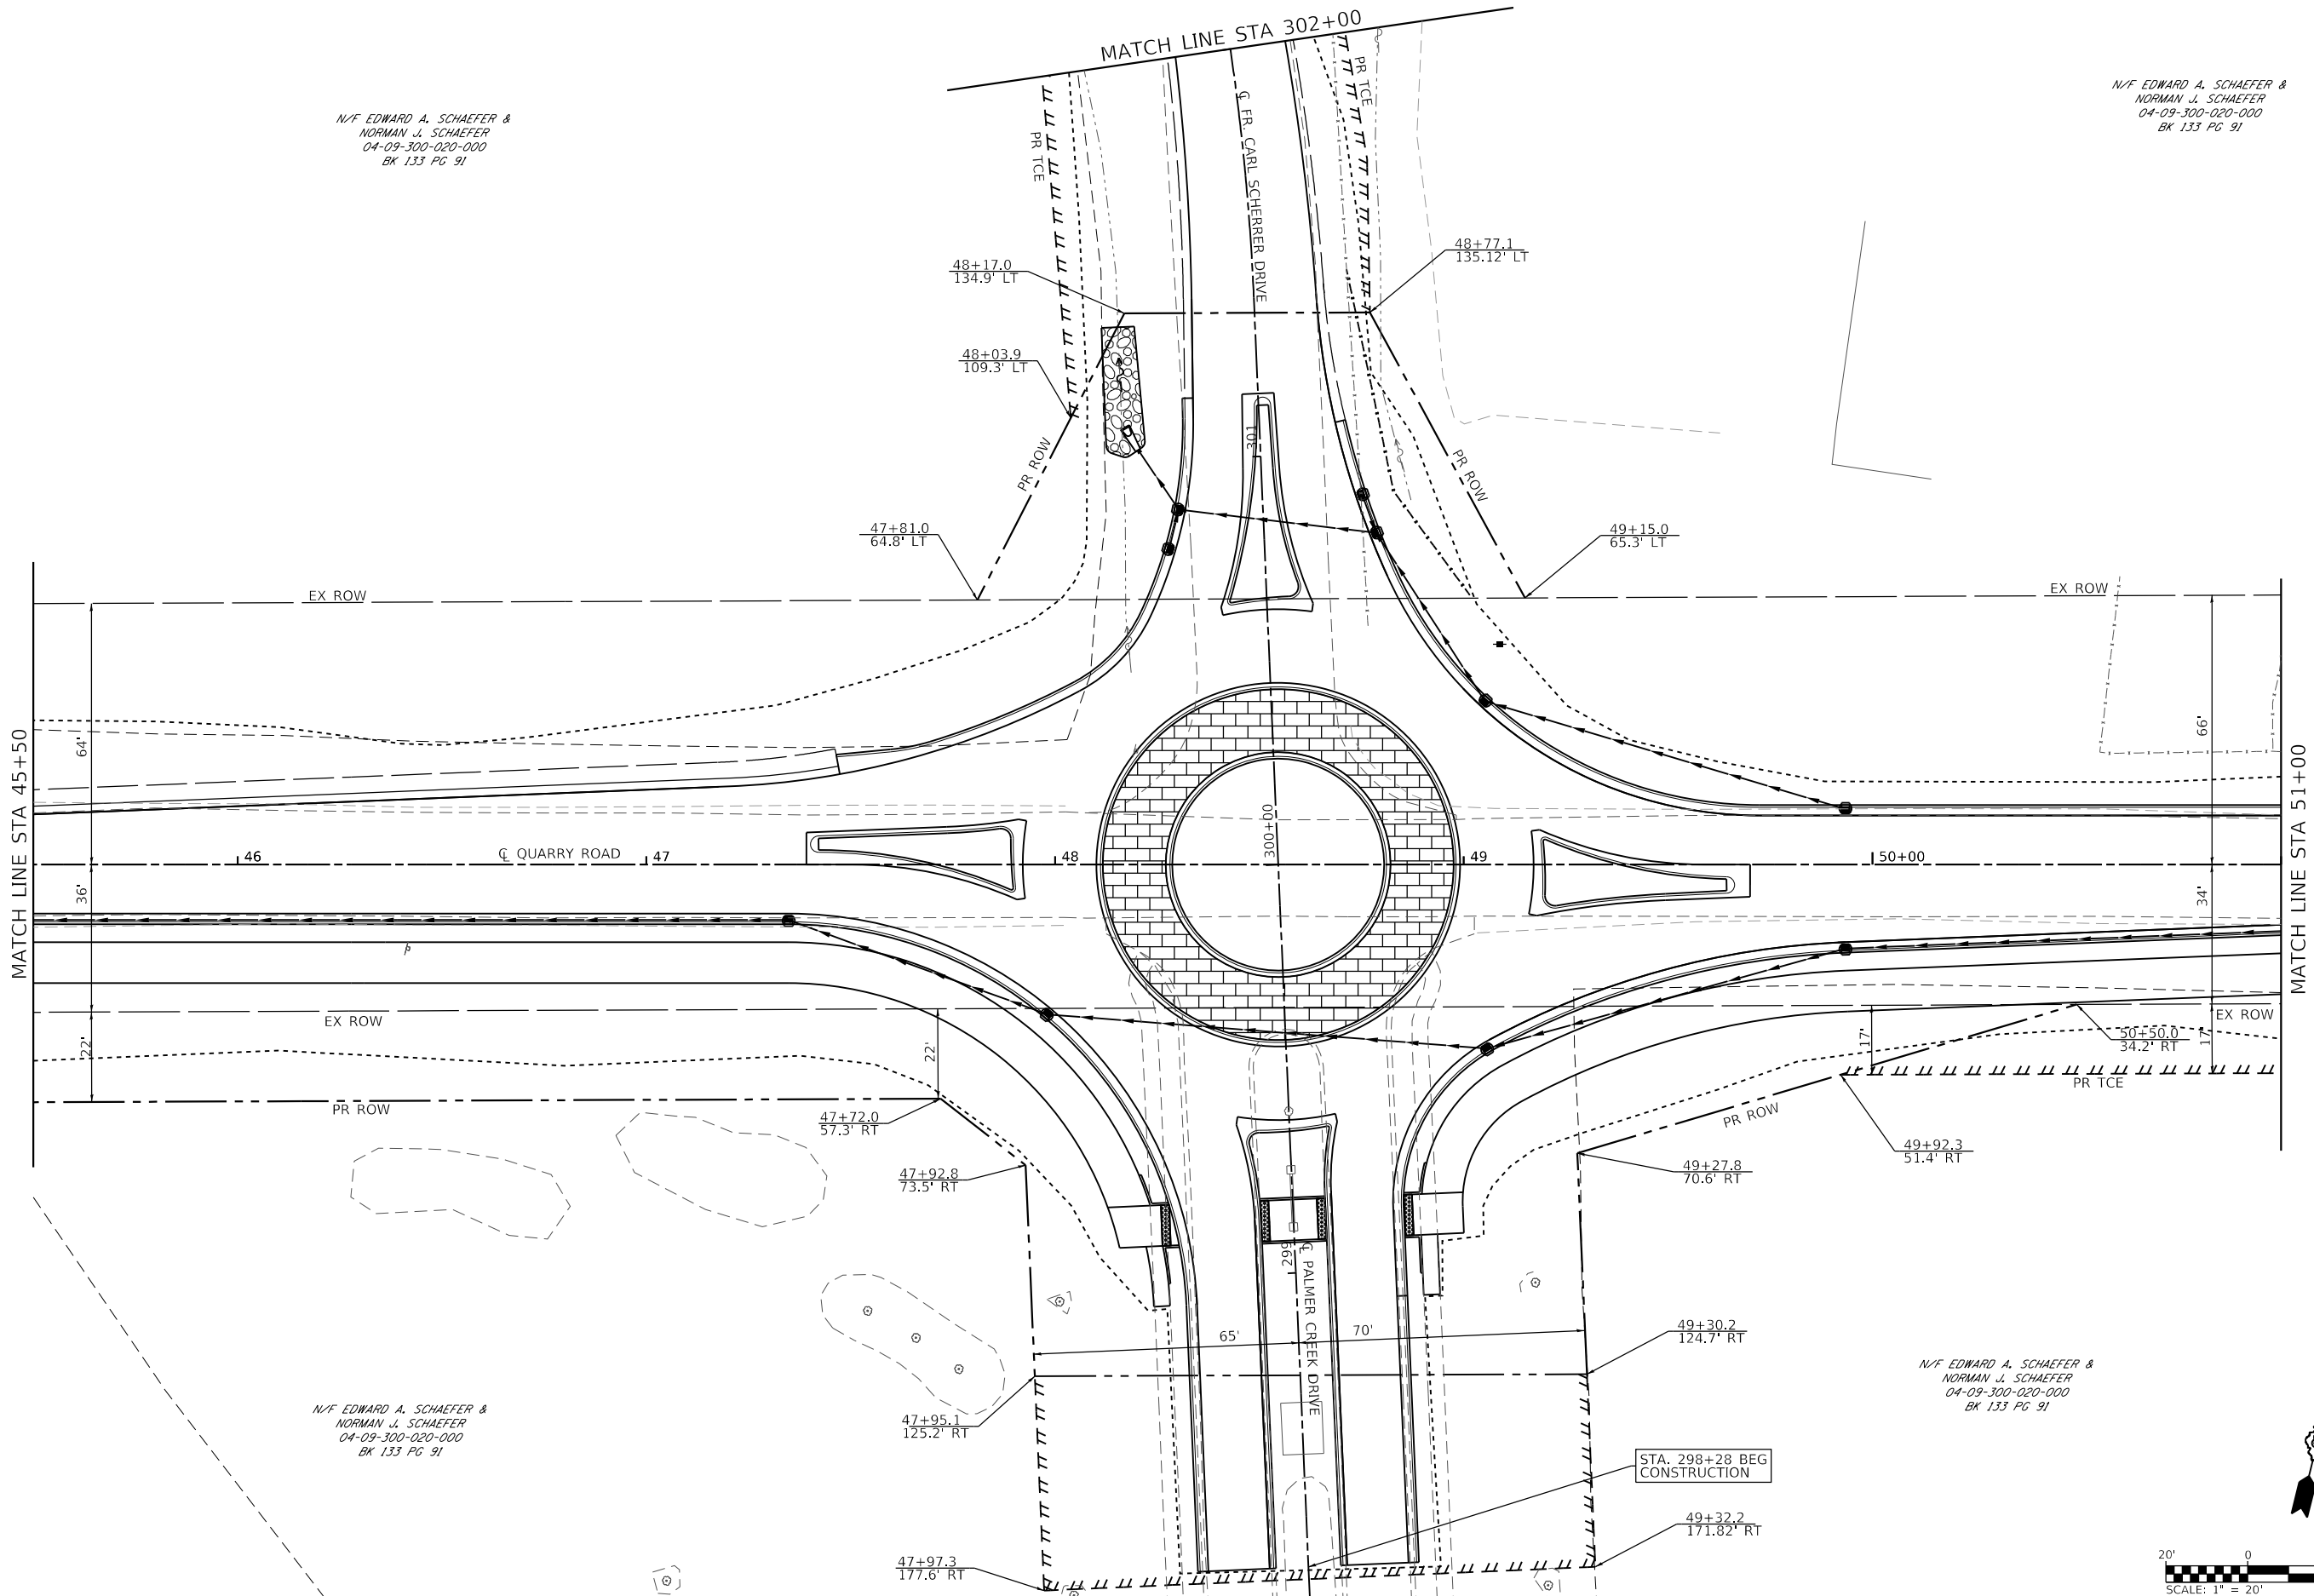 MATCH LINE STA 302+00
N/F EDWARD A. SCHAEFER &
NORMAN J. SCHAEFER
04-09-300-020-000
BK 133 PG 91
N/F EDWARD A. SCHAEFER &
NORMAN J. SCHAEFER
04-09-300-020-000
BK 133 PG 91
PR TCE
PR TCE
℄ FR. CARL SCHERRER DRIVE
48+17.0
134.9' LT
48+77.1
135.12' LT
48+03.9
109.3' LT
PR ROW
PR ROW
301
47+81.0
64.8' LT
49+15.0
65.3' LT
EX ROW
EX ROW
MATCH LINE STA 45+50
64'
66'
MATCH LINE STA 51+00
300+00
46
℄ QUARRY ROAD
47
48
49
50+00
36'
34'
EX ROW
EX ROW
22'
22'
17'
17'
50+50.0
34.2' RT
PR TCE
PR ROW
PR ROW
47+72.0
57.3' RT
49+92.3
51.4' RT
47+92.8
73.5' RT
49+27.8
70.6' RT
299
℄ PALMER CREEK DRIVE
65'
70'
49+30.2
124.7' RT
47+95.1
125.2' RT
N/F EDWARD A. SCHAEFER &
NORMAN J. SCHAEFER
04-09-300-020-000
BK 133 PG 91
N/F EDWARD A. SCHAEFER &
NORMAN J. SCHAEFER
04-09-300-020-000
BK 133 PG 91
STA. 298+28 BEG
CONSTRUCTION
49+32.2
171.82' RT
47+97.3
177.6' RT
20'
0
SCALE: 1" = 20'